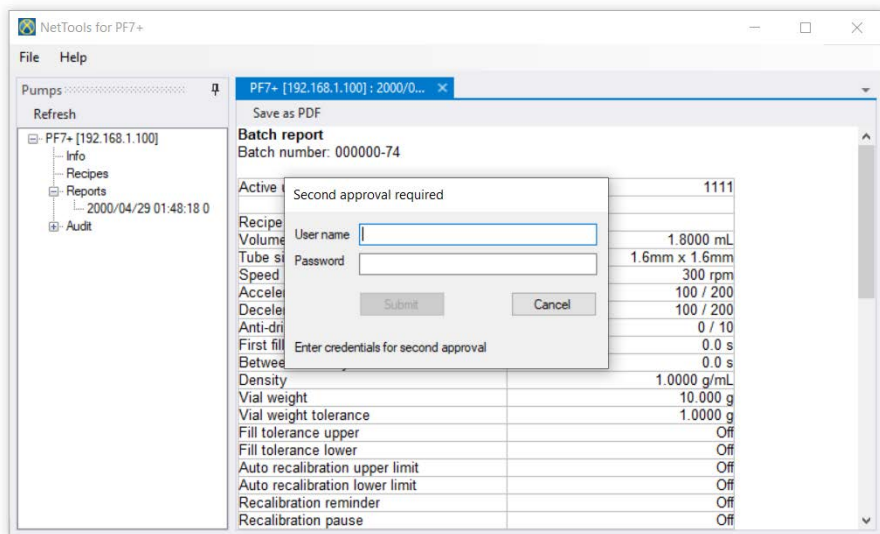 NetTools for PF7+
File Help
Pumps
Refresh
PF7+ [192.168.1.100]
Info
Recipes
Reports
2000/04/29 01:48:18 0
Audit
PF7+ [192.168.1.100] : 2000/0...
Save as PDF
Batch report
Batch number: 000000-74
Active 1111
Recipe
Volume 1.8000 mL
Tube 1.6mm x 1.6mm
Speed 300 rpm
100 / 200
100 / 200
0 / 10
First fill 0.0 s
0.0 s
Density 1.0000 g/mL
Vial weight 10.000 g
Vial weight tolerance 1.0000 g
Fill tolerance upper Off
Fill tolerance lower Off
Auto recalibration upper limit Off
Auto recalibration lower limit Off
Recalibration reminder Off
Recalibration pause Off
Second approval required
User name
Password
Submit Cancel
Enter credentials for second approval